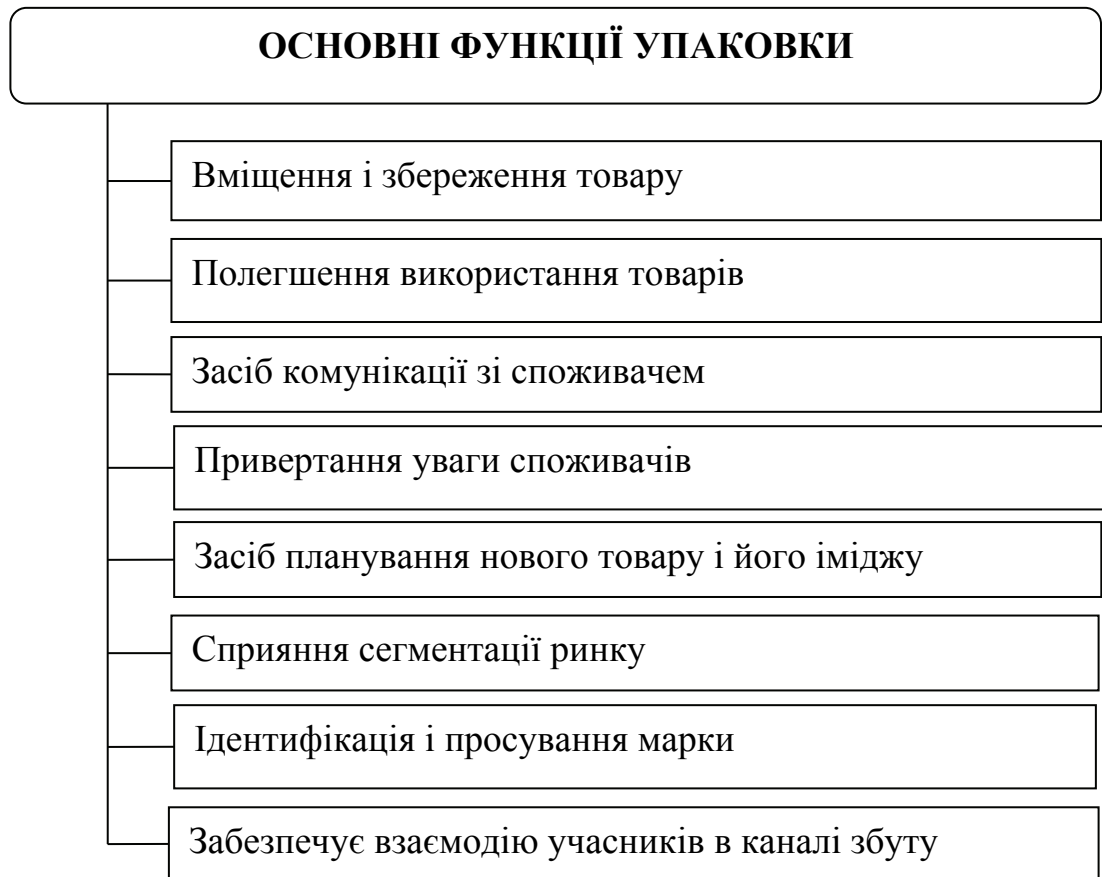 ОСНОВНІ ФУНКЦІЇ УПАКОВКИ
Вміщення і збереження товару
Полегшення використання товарів
Засіб комунікації зі споживачем
Привертання уваги споживачів
Засіб планування нового товару і його іміджу
Сприяння сегментації ринку
Ідентифікація і просування марки
Забезпечує взаємодію учасників в каналі збуту